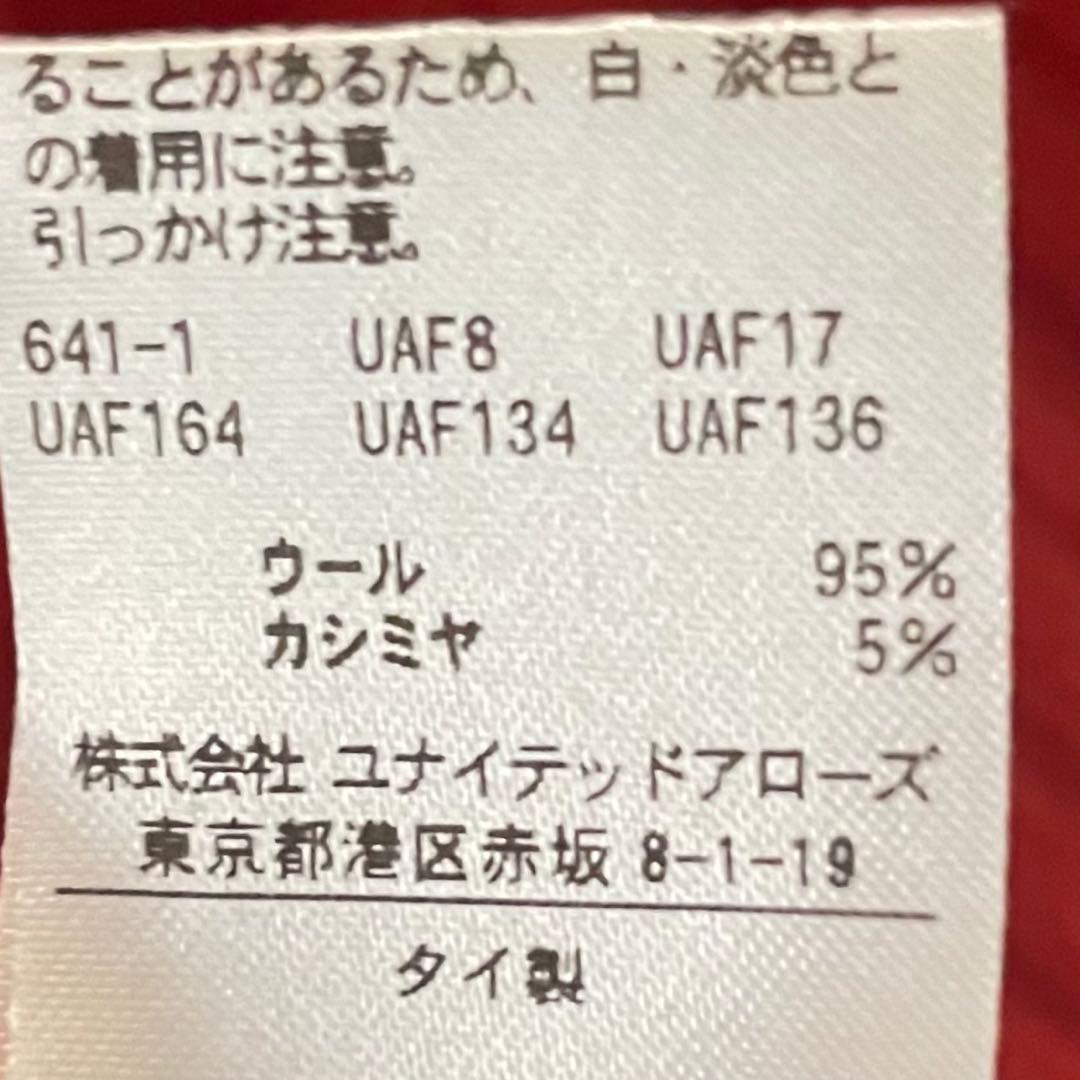 ることがあるため、白・淡色と
の着用に注意。
引っかけ注意。
641-1 UAF8 UAF17
UAF164 UAF134 UAF136
ウール 95%
カシミヤ 5%
株式会社 ユナイテッドアローズ
東京都港区赤坂 8-1-19
タイ製